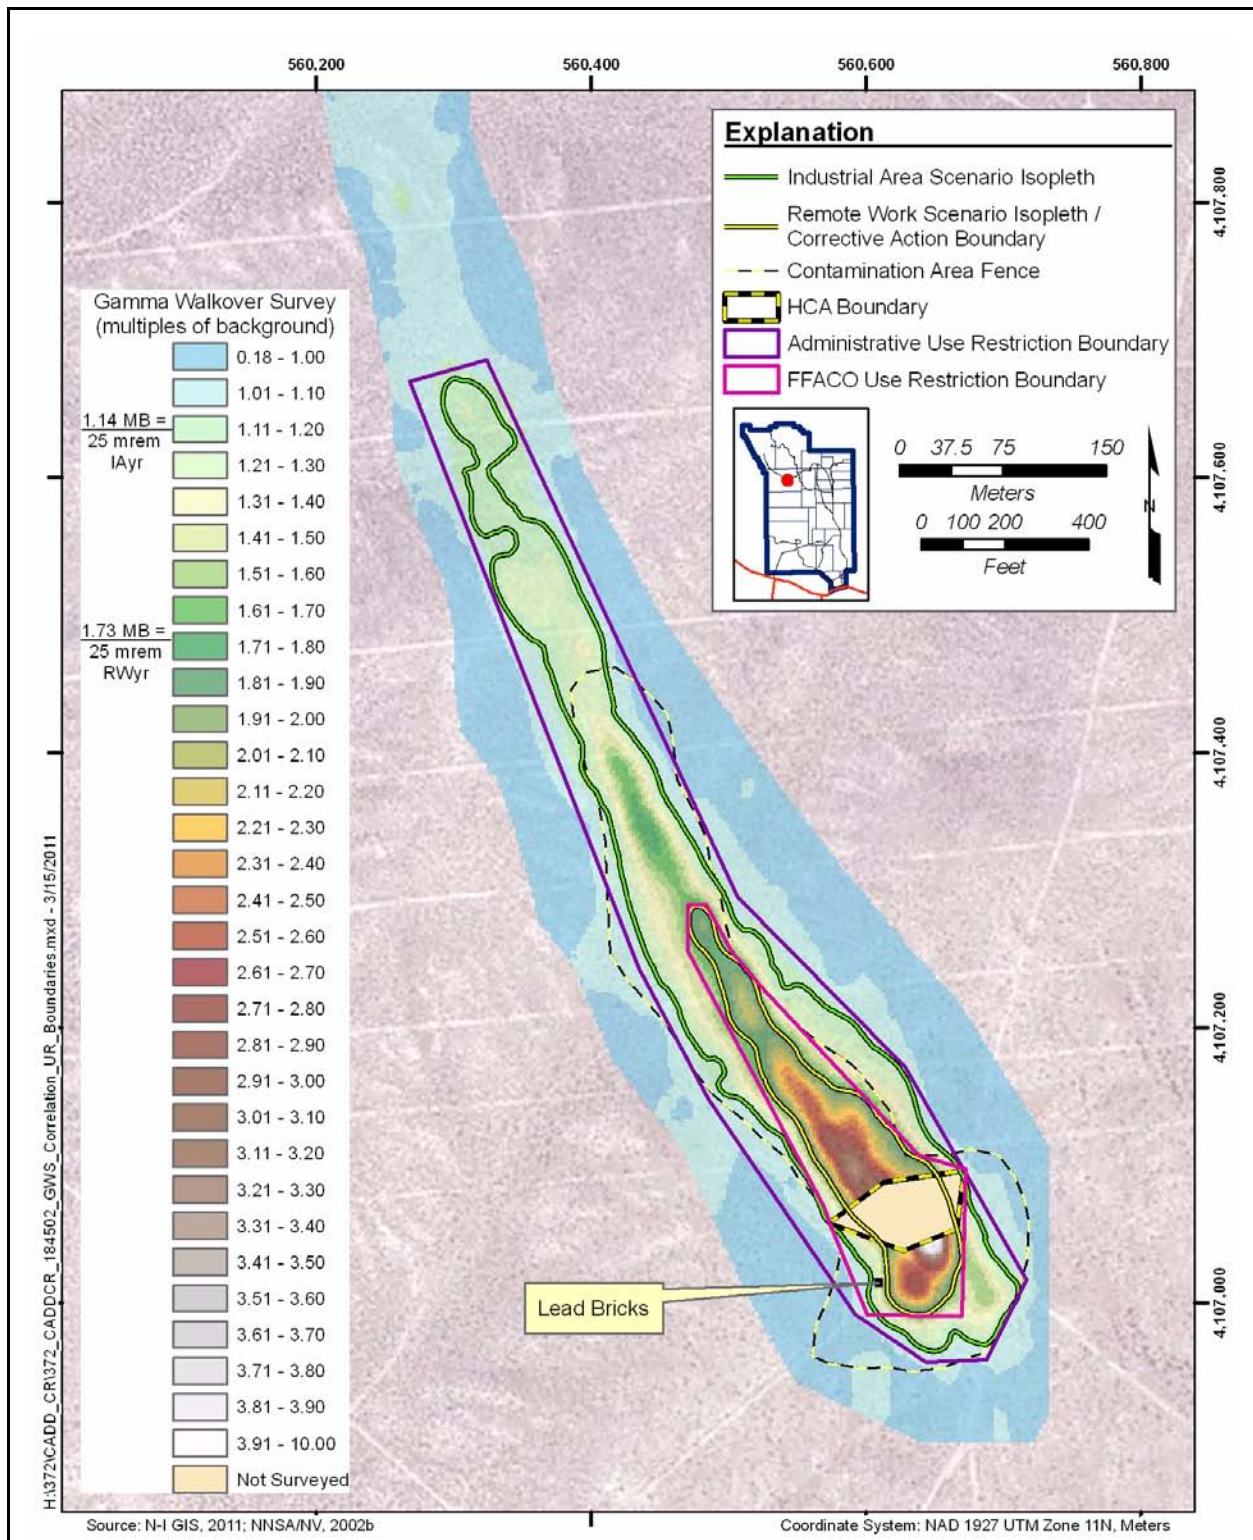 560,200 560,400 560,600 560,800
Explanation
Industrial Area Scenario Isopleth
Remote Work Scenario Isopleth /
Corrective Action Boundary
Contamination Area Fence
HCA Boundary
Administrative Use Restriction Boundary
FFACO Use Restriction Boundary
0 37.5 75 150
Meters
0 100 200 400
Feet
N
4,107,800
4,107,600
4,107,400
4,107,200
4,107,000
Gamma Walkover Survey
(multiples of background)
0.18 - 1.00
1.01 - 1.10
1.14 MB =
25 mrem
IAyr
1.11 - 1.20
1.21 - 1.30
1.31 - 1.40
1.41 - 1.50
1.51 - 1.60
1.61 - 1.70
1.73 MB =
25 mrem
RWyr
1.71 - 1.80
1.81 - 1.90
1.91 - 2.00
2.01 - 2.10
2.11 - 2.20
2.21 - 2.30
2.31 - 2.40
2.41 - 2.50
2.51 - 2.60
2.61 - 2.70
2.71 - 2.80
2.81 - 2.90
2.91 - 3.00
3.01 - 3.10
3.11 - 3.20
3.21 - 3.30
3.31 - 3.40
3.41 - 3.50
3.51 - 3.60
3.61 - 3.70
3.71 - 3.80
3.81 - 3.90
3.91 - 10.00
Not Surveyed
Lead Bricks
H:\372\CADD_CR\372_CADDCR_184502_GWS_Correlation_UR_Boundaries.mxd - 3/15/2011
Source: N-I GIS, 2011; NNSA/NV, 2002b
Coordinate System: NAD 1927 UTM Zone 11N, Meters